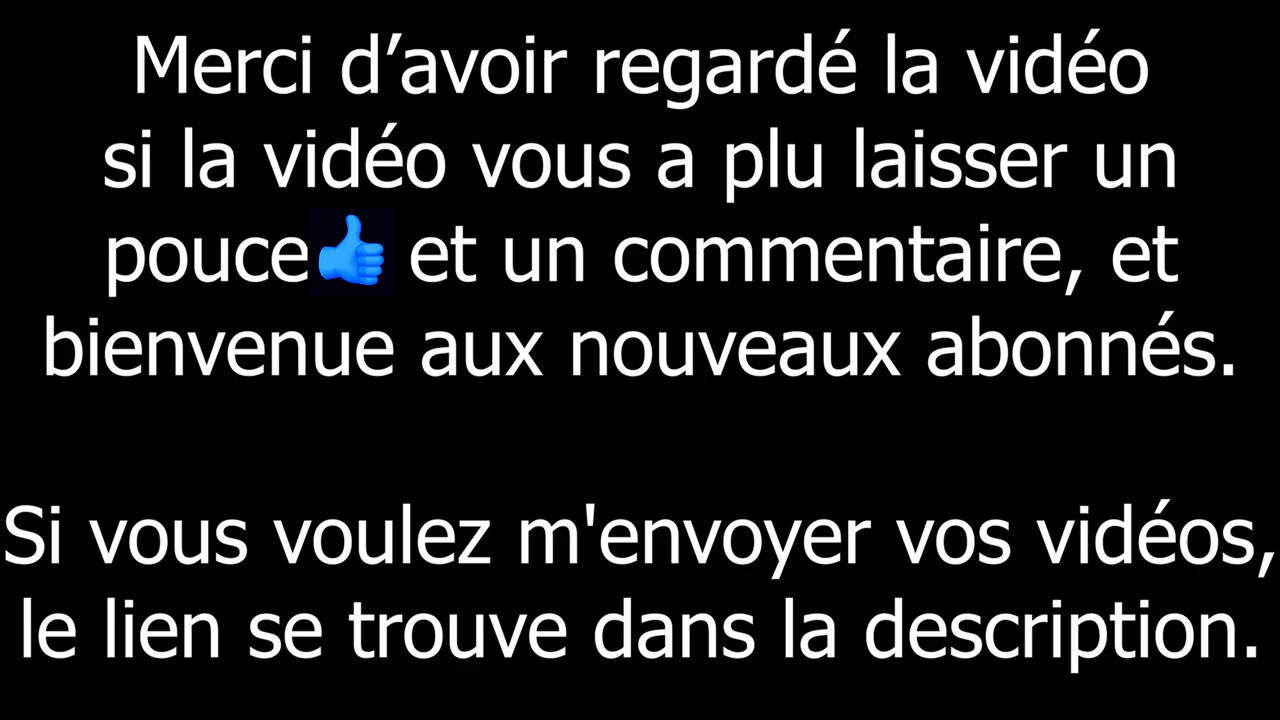 Merci d’avoir regardé la vidéo
si la vidéo vous a plu laisser un
pouce👍 et un commentaire, et
bienvenue aux nouveaux abonnés.
Si vous voulez m'envoyer vos vidéos,
le lien se trouve dans la description.